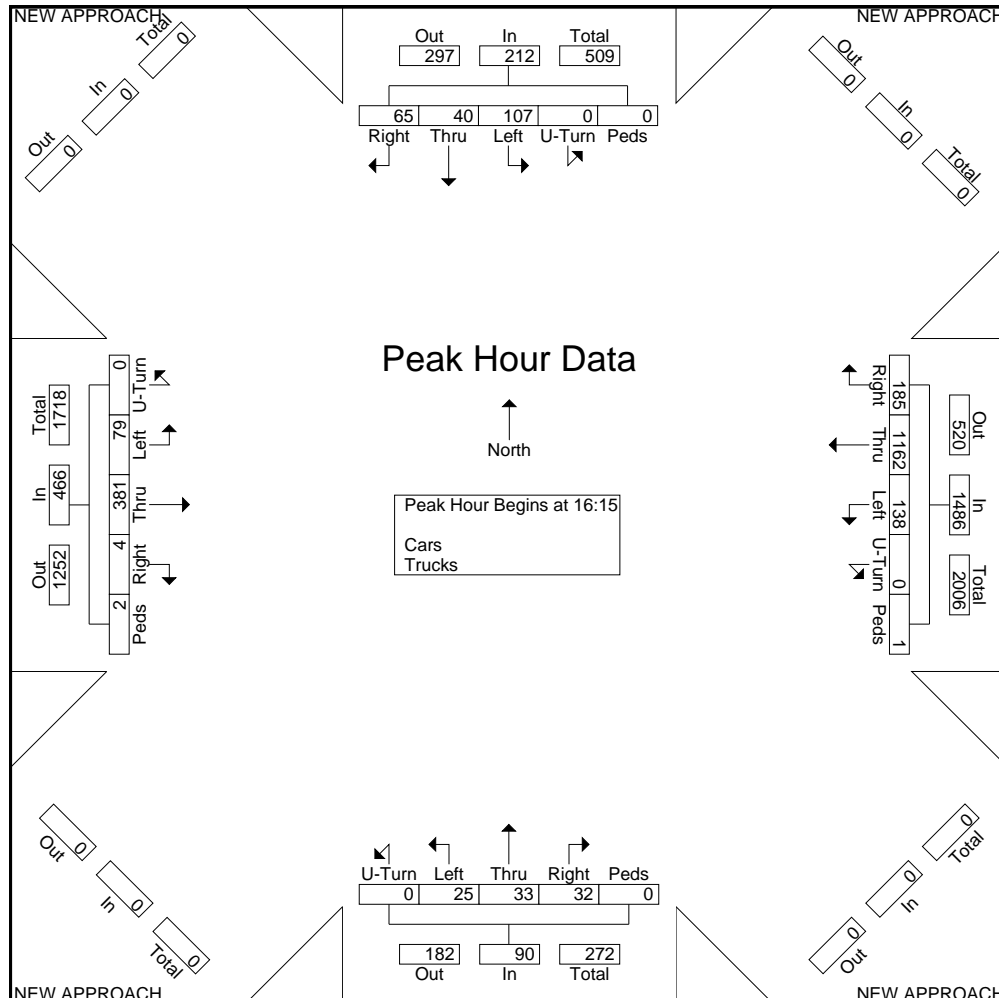 NEW APPROACH
NEW APPROACH
Total
0
In
0
Out
0
Out In Total
297 212 509
65 40 107 0 0
Right Thru Left U-Turn Peds
Out
0
In
0
Total
0
Peak Hour Data
North
Peak Hour Begins at 16:15
Cars
Trucks
Total In Out
1718 466 1252
0 79 381 4 2
U-Turn Left Thru Right Peds
Out In Total
520 1486 2006
185 1162 138 0 1
Right Thru Left U-Turn Peds
U-Turn Left Thru Right Peds
0 25 33 32 0
182 90 272
Out In Total
Out
0
In
0
Total
0
Total
0
In
0
Out
0
NEW APPROACH
NEW APPROACH